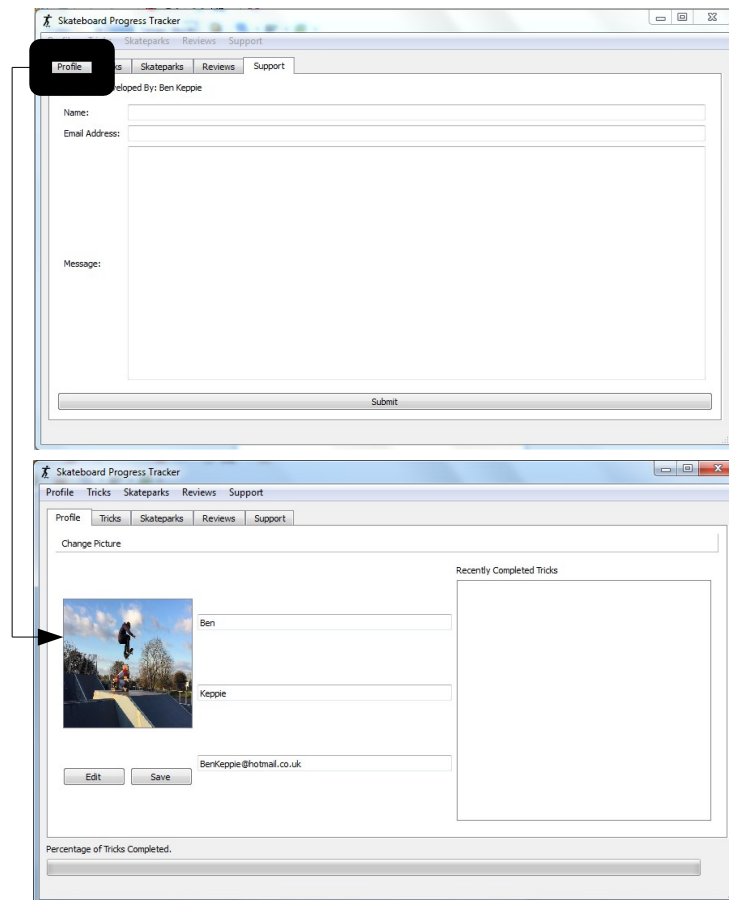 Skateboard Progress Tracker
Skateparks Reviews Support
Profile Skateparks Reviews Support
By: Ben Keppie
Name:
Email Address:
Message:
Submit
Skateboard Progress Tracker
Profile Tricks Skateparks Reviews Support
Profile Tricks Skateparks Reviews Support
Change Picture
Recently Completed Tricks
Ben
Keppie
BenKeppie@hotmail.co.uk
Edit Save
Percentage of Tricks Completed.